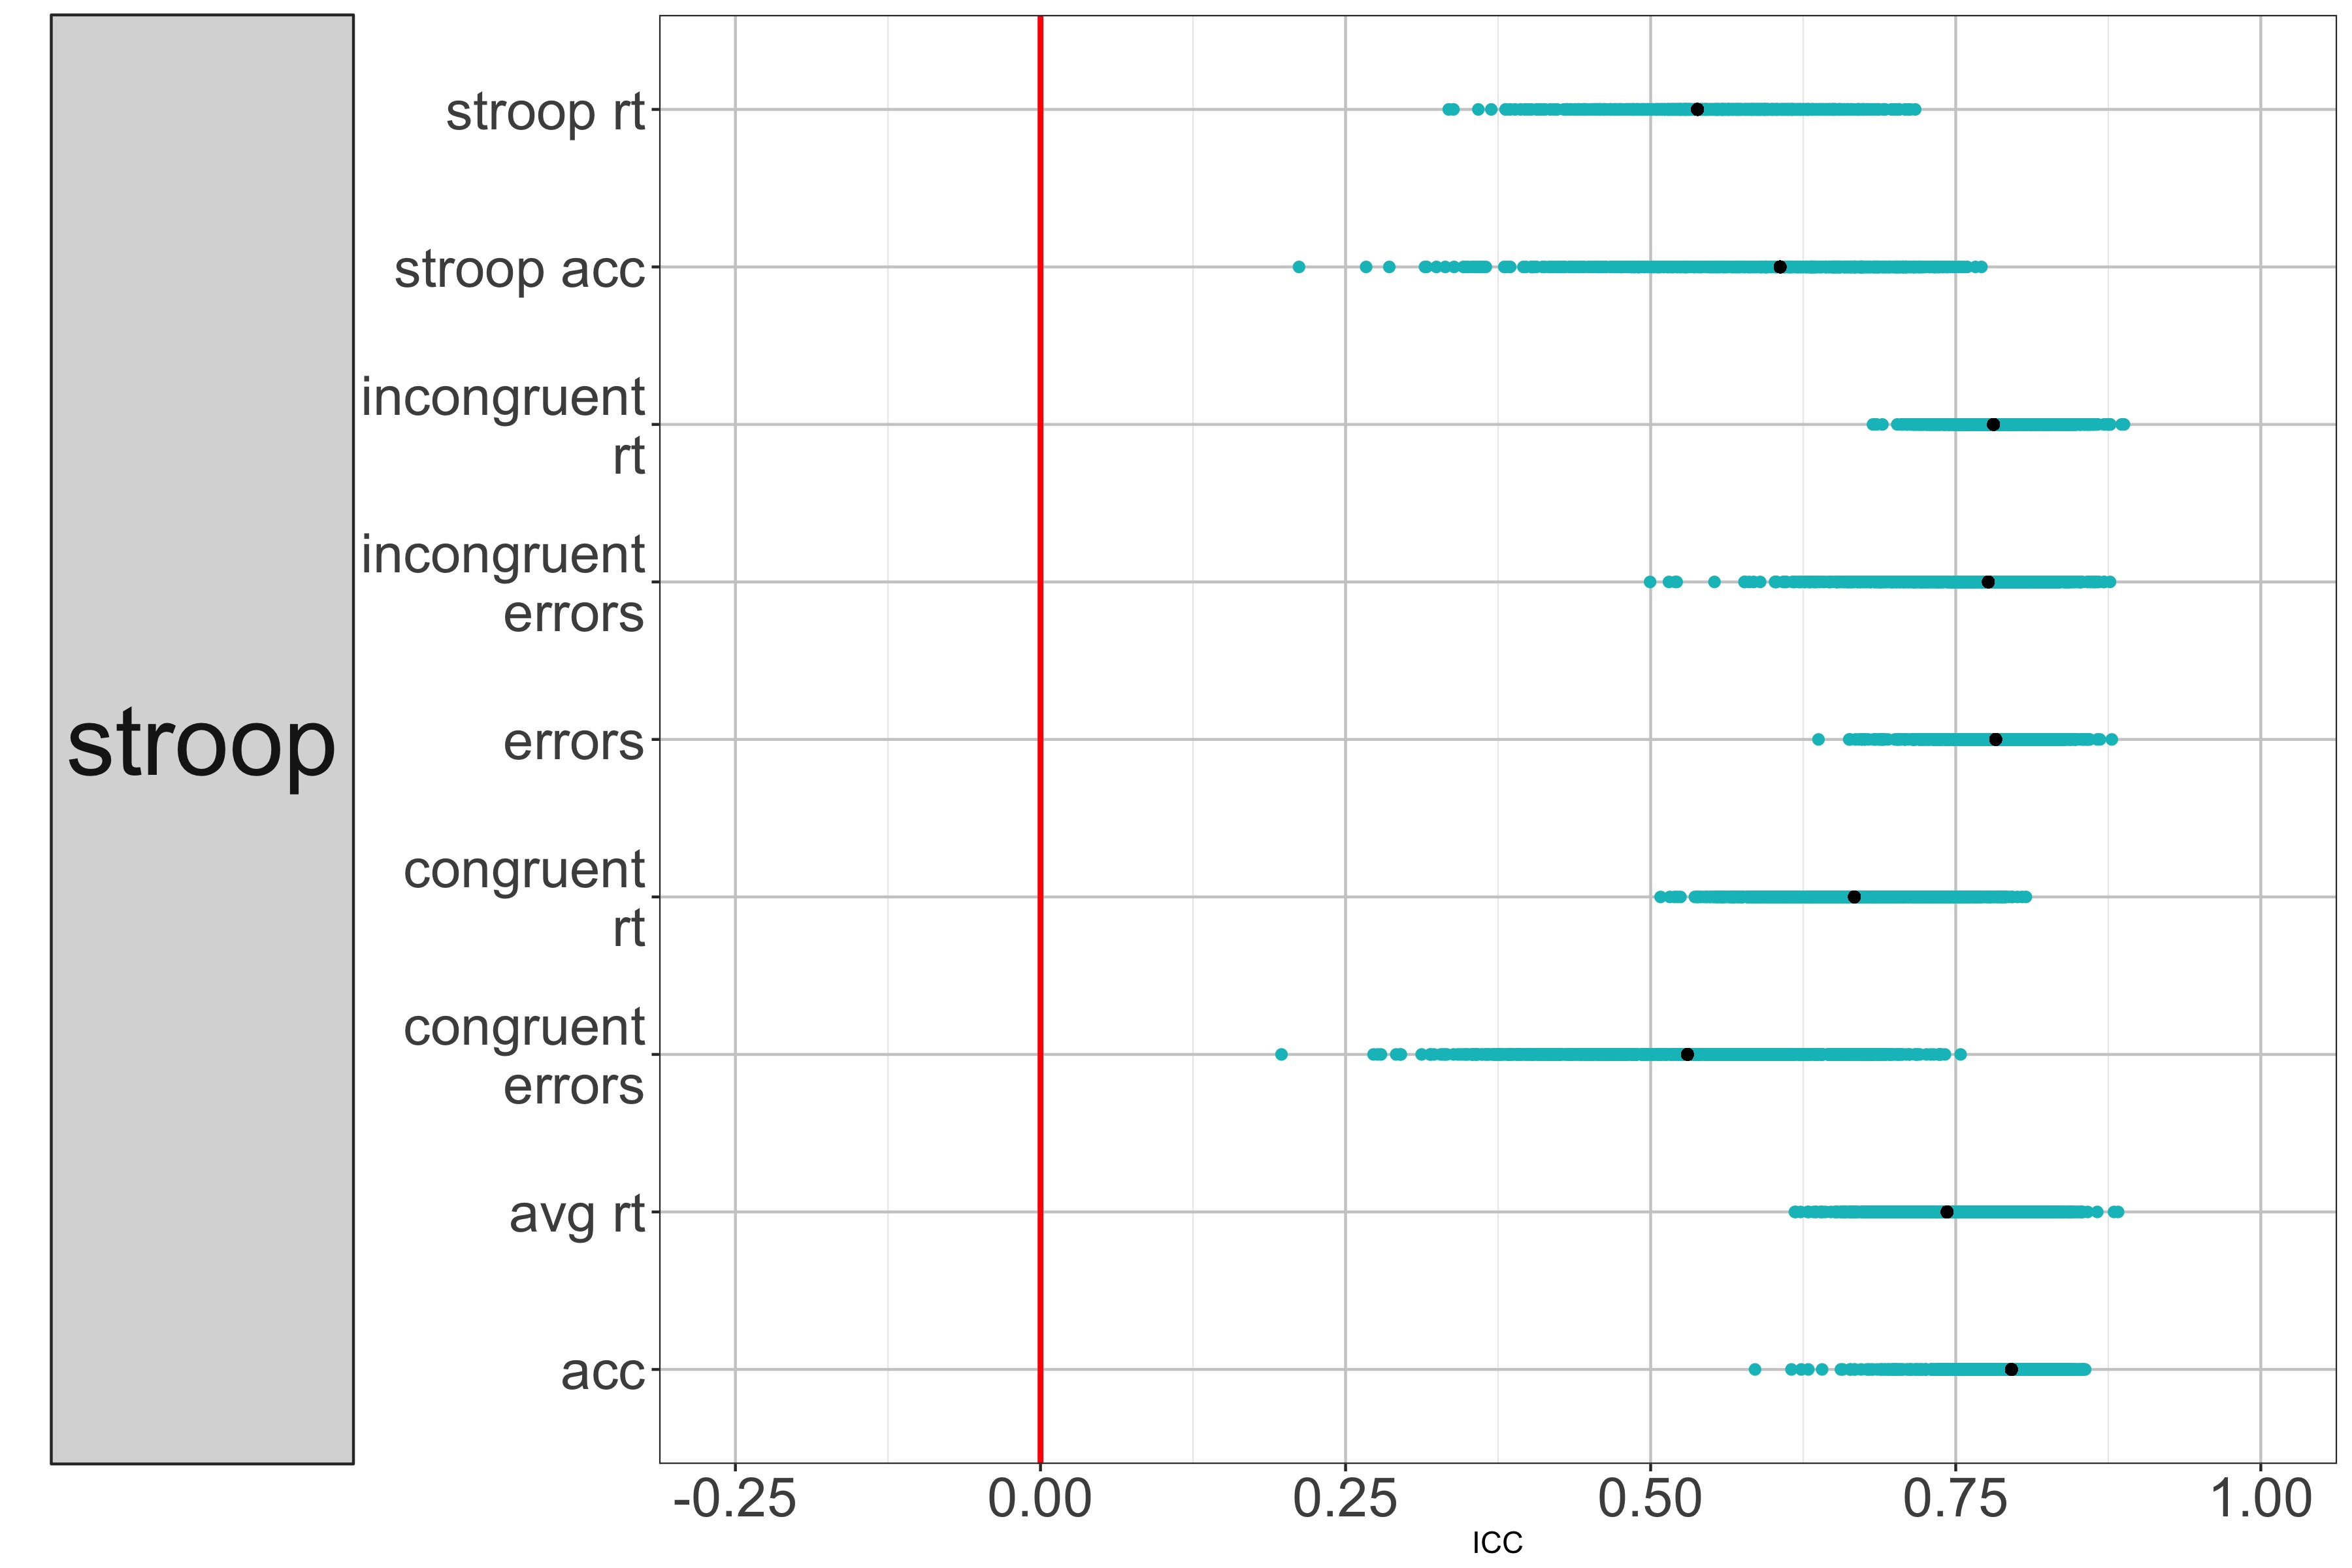 stroop
stroop rt
stroop acc
incongruent
rt
incongruent
errors
errors
congruent
rt
congruent
errors
avg rt
acc
-0.25 0.00 0.25 0.50 0.75 1.00
ICC